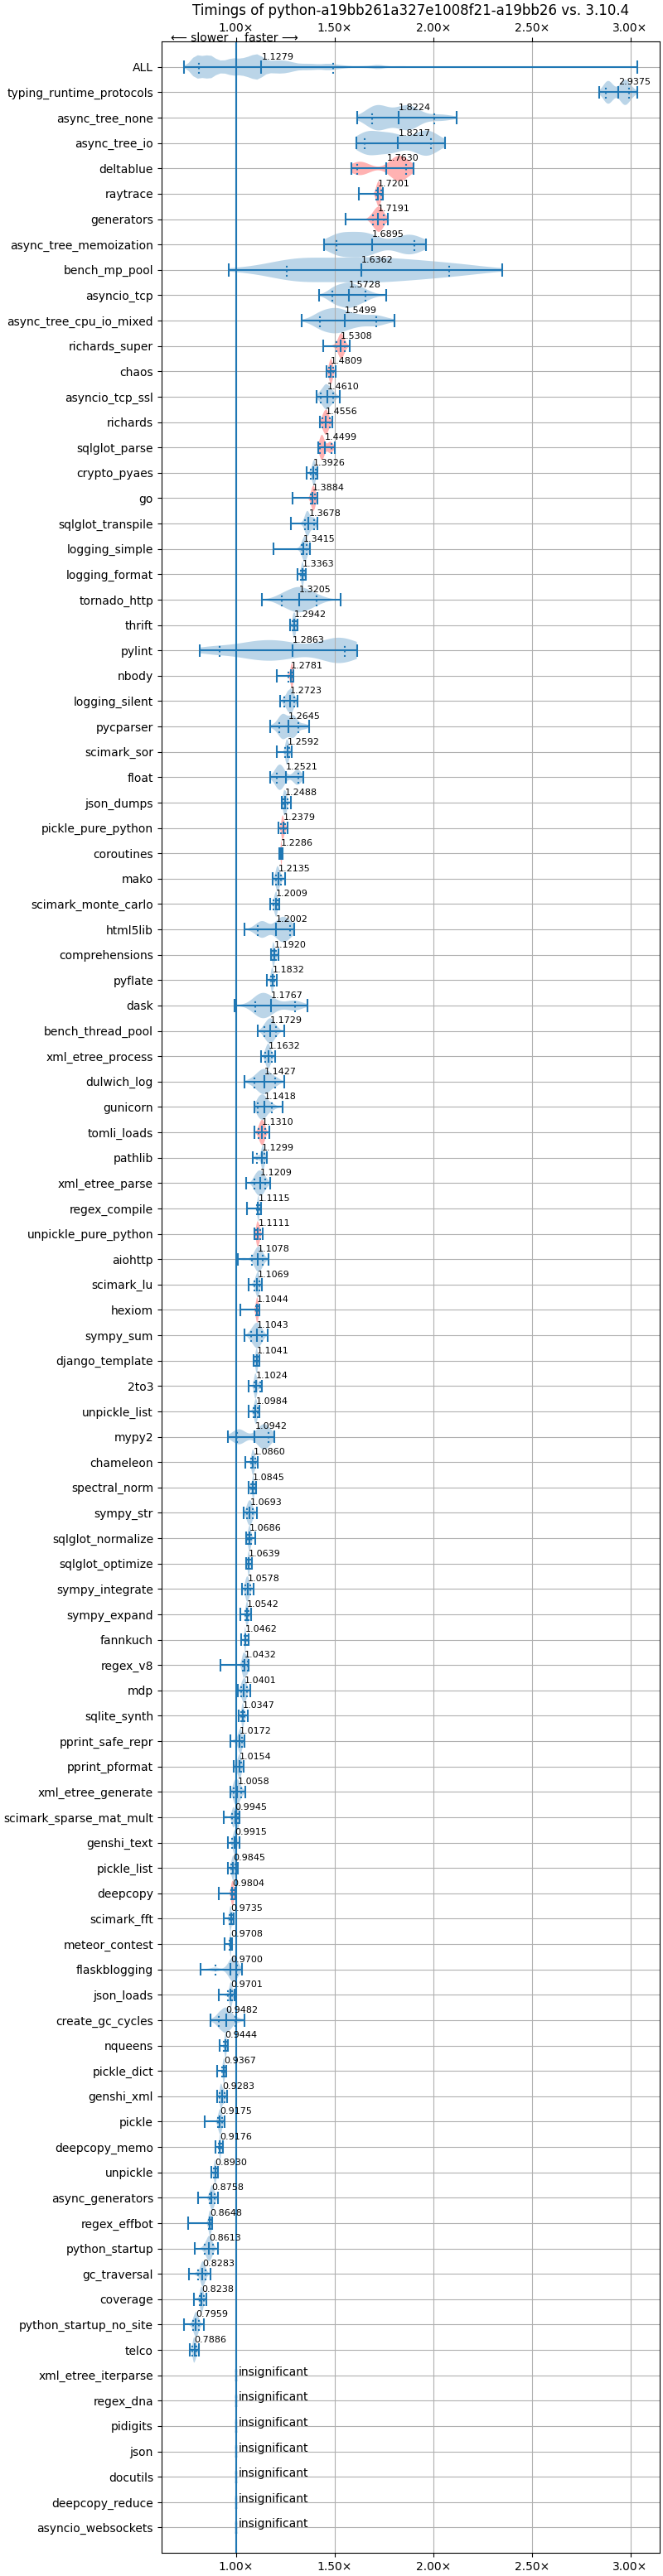 Timings of python-a19bb261a327e1008f21-a19bb26 vs. 3.10.4
1.00× 1.50× 2.00× 2.50× 3.00×
⟵ slower faster ⟶
ALL 1.1279
typing_runtime_protocols 2.9375
async_tree_none 1.8224
async_tree_io 1.8217
deltablue 1.7630
raytrace 1.7201
generators 1.7191
async_tree_memoization 1.6895
bench_mp_pool 1.6362
asyncio_tcp 1.5728
async_tree_cpu_io_mixed 1.5499
richards_super 1.5308
chaos 1.4809
asyncio_tcp_ssl 1.4610
richards 1.4556
sqlglot_parse 1.4499
crypto_pyaes 1.3926
go 1.3884
sqlglot_transpile 1.3678
logging_simple 1.3415
logging_format 1.3363
tornado_http 1.3205
thrift 1.2942
pylint 1.2863
nbody 1.2781
logging_silent 1.2723
pycparser 1.2645
scimark_sor 1.2592
float 1.2521
json_dumps 1.2488
pickle_pure_python 1.2379
coroutines 1.2286
mako 1.2135
scimark_monte_carlo 1.2009
html5lib 1.2002
comprehensions 1.1920
pyflate 1.1832
dask 1.1767
bench_thread_pool 1.1729
xml_etree_process 1.1632
dulwich_log 1.1427
gunicorn 1.1418
tomli_loads 1.1310
pathlib 1.1299
xml_etree_parse 1.1209
regex_compile 1.1115
unpickle_pure_python 1.1111
aiohttp 1.1078
scimark_lu 1.1069
hexiom 1.1044
sympy_sum 1.1043
django_template 1.1041
2to3 1.1024
unpickle_list 1.0984
mypy2 1.0942
chameleon 1.0860
spectral_norm 1.0845
sympy_str 1.0693
sqlglot_normalize 1.0686
sqlglot_optimize 1.0639
sympy_integrate 1.0578
sympy_expand 1.0542
fannkuch 1.0462
regex_v8 1.0432
mdp 1.0401
sqlite_synth 1.0347
pprint_safe_repr 1.0172
pprint_pformat 1.0154
xml_etree_generate 1.0058
scimark_sparse_mat_mult 0.9945
genshi_text 0.9915
pickle_list 0.9845
deepcopy 0.9804
scimark_fft 0.9735
meteor_contest 0.9708
flaskblogging 0.9700
json_loads 0.9701
create_gc_cycles 0.9482
nqueens 0.9444
pickle_dict 0.9367
genshi_xml 0.9283
pickle 0.9175
deepcopy_memo 0.9176
unpickle 0.8930
async_generators 0.8758
regex_effbot 0.8648
python_startup 0.8613
gc_traversal 0.8283
coverage 0.8238
python_startup_no_site 0.7959
telco 0.7886
xml_etree_iterparse insignificant
regex_dna insignificant
pidigits insignificant
json insignificant
docutils insignificant
deepcopy_reduce insignificant
asyncio_websockets insignificant
1.00× 1.50× 2.00× 2.50× 3.00×